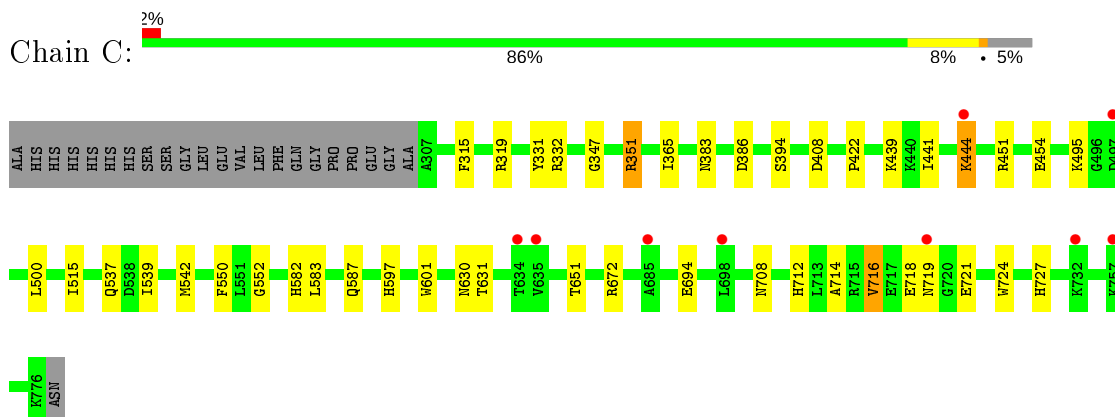 2%
Chain C:
86% 8% • 5%
ALA HIS HIS HIS HIS HIS HIS SER SER GLY LEU GLU VAL LEU PHE GLN GLY PRO PRO GLU GLY ALA A307 F315 R319 Y331 R332 G347 R351 I365 N383 D386 S394 D408 P422 K439 K440 I441 K444 R451 E454 K495 G496 D497
L500 I515 Q537 D538 I539 M542 F550 L551 G552 H582 L583 Q587 H597 W601 N630 T631 T634 V635 T651 R672 A685 E694 L698 N708 H712 L713 A714 R715 V716 E717 E718 N719 G720 E721 W724 H727 K732 K757
K776 ASN